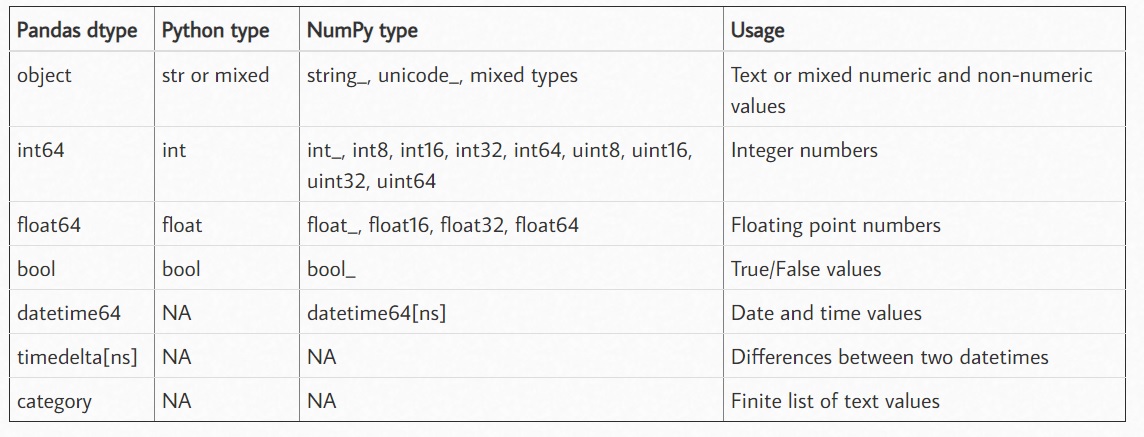 Pandas dtype Python type NumPy type Usage
object str or mixed string_, unicode_, mixed types Text or mixed numeric and non-numeric
values
int64 int int_, int8, int16, int32, int64, uint8, uint16, Integer numbers
uint32, uint64
float64 float float_, float16, float32, float64 Floating point numbers
bool bool bool_ True/False values
datetime64 NA datetime64[ns] Date and time values
timedelta[ns] NA NA Differences between two datetimes
category NA NA Finite list of text values